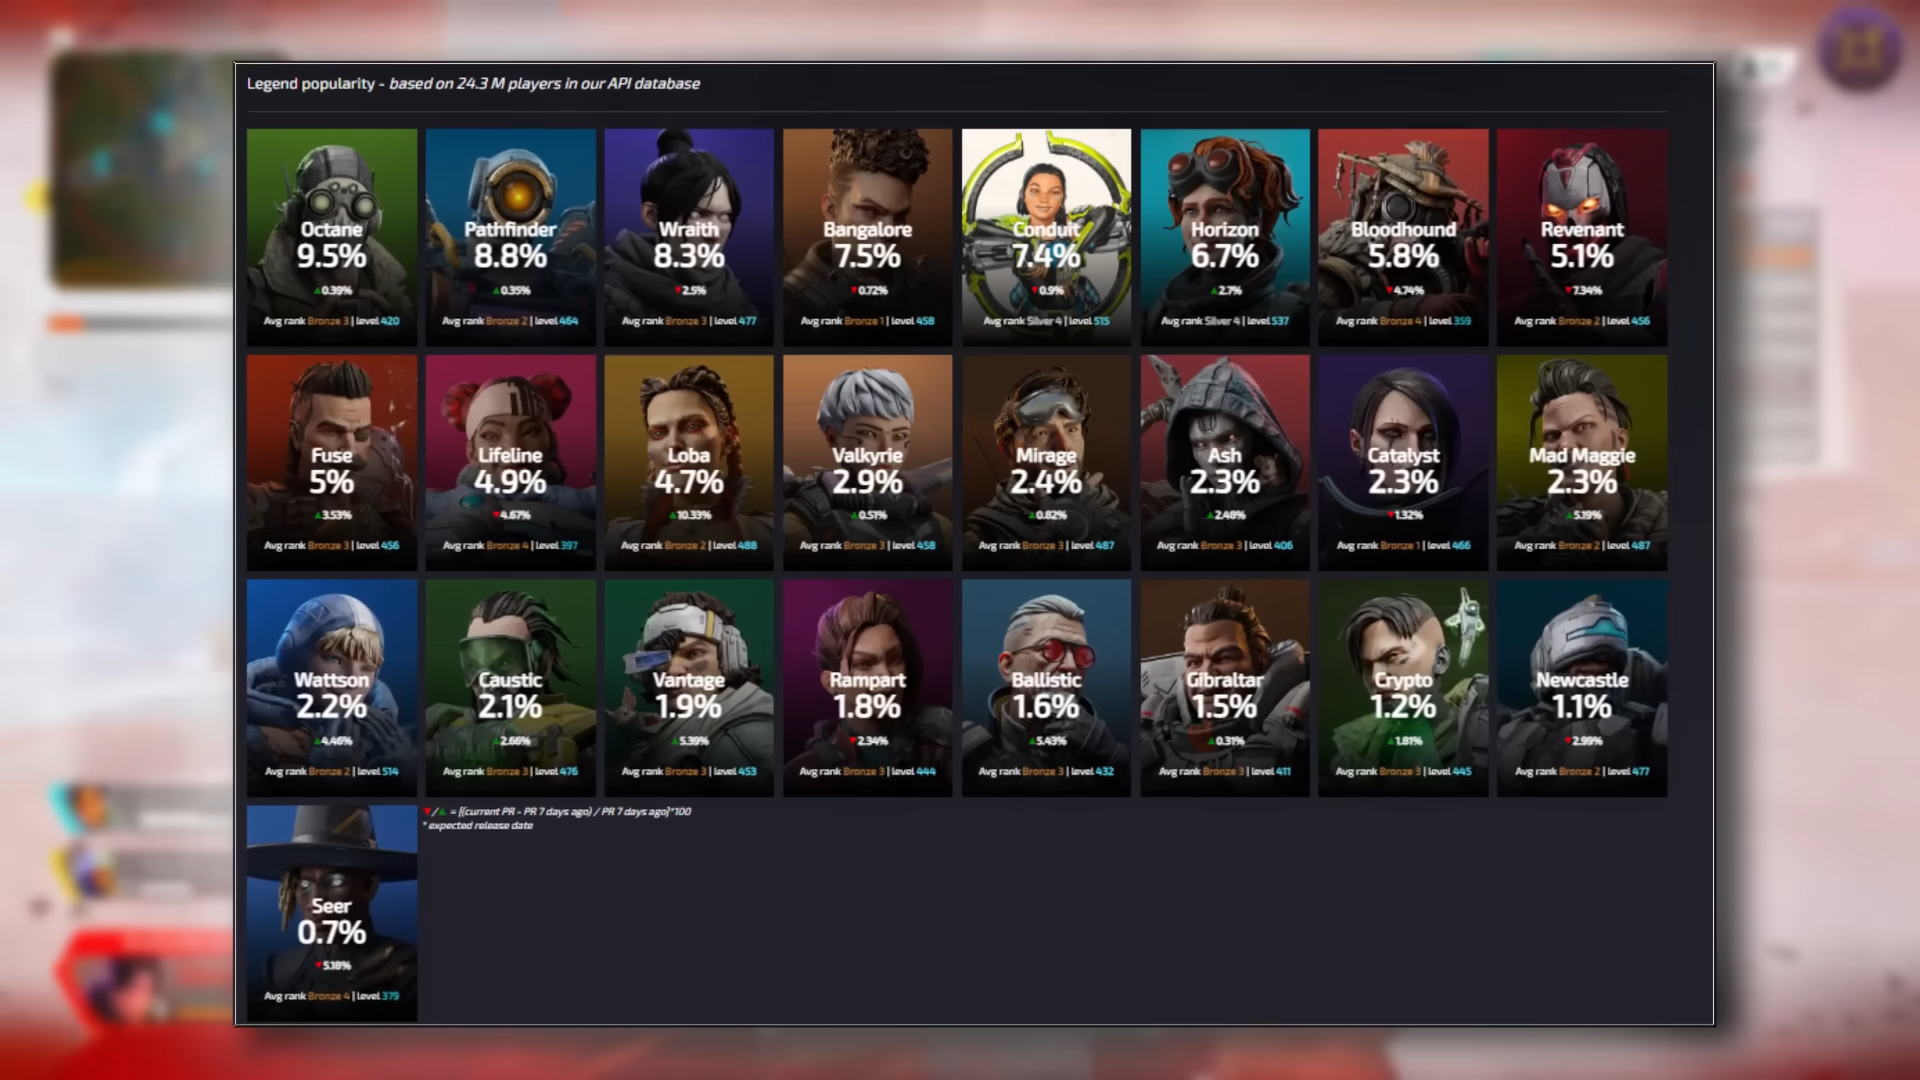 Legend popularity - based on 24.3 M players in our API database
Octane
9.5%
▲0.39%
Avg rank Bronze 3 | level 420
Pathfinder
8.8%
▲0.35%
Avg rank Bronze 2 | level 464
Wraith
8.3%
▼2.5%
Avg rank Bronze 3 | level 477
Bangalore
7.5%
▼0.72%
Avg rank Bronze 1 | level 458
Conduit
7.4%
▼0.9%
Avg rank Silver 4 | level 515
Horizon
6.7%
▲2.7%
Avg rank Silver 4 | level 537
Bloodhound
5.8%
▼4.74%
Avg rank Bronze 4 | level 359
Revenant
5.1%
▼7.34%
Avg rank Bronze 2 | level 456
Fuse
5%
▲3.53%
Avg rank Bronze 3 | level 456
Lifeline
4.9%
▼4.67%
Avg rank Bronze 4 | level 397
Loba
4.7%
▲10.33%
Avg rank Bronze 2 | level 488
Valkyrie
2.9%
▲0.51%
Avg rank Bronze 3 | level 458
Mirage
2.4%
▲0.82%
Avg rank Bronze 3 | level 487
Ash
2.3%
▲2.48%
Avg rank Bronze 3 | level 406
Catalyst
2.3%
▼1.32%
Avg rank Bronze 1 | level 466
Mad Maggie
2.3%
▲5.19%
Avg rank Bronze 2 | level 487
Wattson
2.2%
▲4.46%
Avg rank Bronze 2 | level 514
Caustic
2.1%
▲2.66%
Avg rank Bronze 3 | level 476
Vantage
1.9%
▲5.39%
Avg rank Bronze 3 | level 453
Rampart
1.8%
▼2.34%
Avg rank Bronze 3 | level 444
Ballistic
1.6%
▲5.43%
Avg rank Bronze 3 | level 432
Gibraltar
1.5%
▲0.31%
Avg rank Bronze 3 | level 411
Crypto
1.2%
▲1.81%
Avg rank Bronze 3 | level 445
Newcastle
1.1%
▼2.99%
Avg rank Bronze 2 | level 477
Seer
0.7%
▼5.18%
Avg rank Bronze 4 | level 379
▼/▲ = [(current PR - PR 7 days ago) / PR 7 days ago]*100
* expected release date